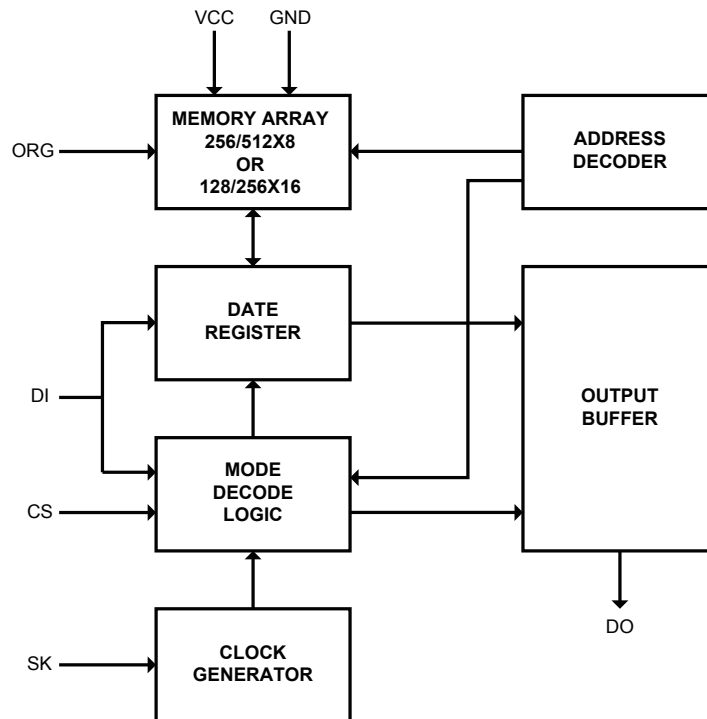 VCC
GND
ORG
MEMORY ARRAY
256/512X8
OR
128/256X16
ADDRESS
DECODER
DI
DATE
REGISTER
OUTPUT
BUFFER
CS
MODE
DECODE
LOGIC
DO
SK
CLOCK
GENERATOR